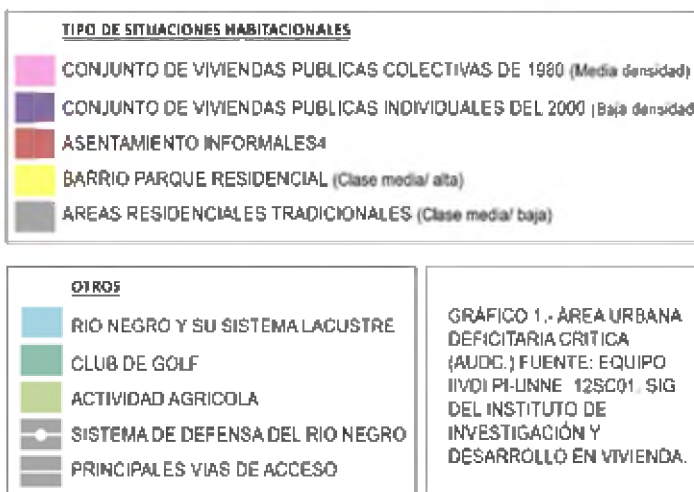 TIPO DE SITUACIONES HABITACIONALES
CONJUNTO DE VIVIENDAS PUBLICAS COLECTIVAS DE 1980 (Media densidad)
CONJUNTO DE VIVIENDAS PUBLICAS INDIVIDUALES DEL 2000 (Baja densidad
ASENTAMIENTO INFORMALES4
BARRIO PARQUE RESIDENCIAL (Clase media/ alta)
AREAS RESIDENCIALES TRADICIONALES (Clase media/ baja)
OTROS
RIO NEGRO Y SU SISTEMA LACUSTRE
CLUB DE GOLF
ACTIVIDAD AGRICOLA
SISTEMA DE DEFENSA DEL RIO NEGRO
PRINCIPALES VIAS DE ACCESO
GRÁFICO 1.- ÁREA URBANA
DEFICITARIA CRITICA
(AUDC.) FUENTE: EQUIPO
IIVDI PI-UNNE 12SC01. SIG
DEL INSTITUTO DE
INVESTIGACIÓN Y
DESARROLLO EN VIVIENDA.